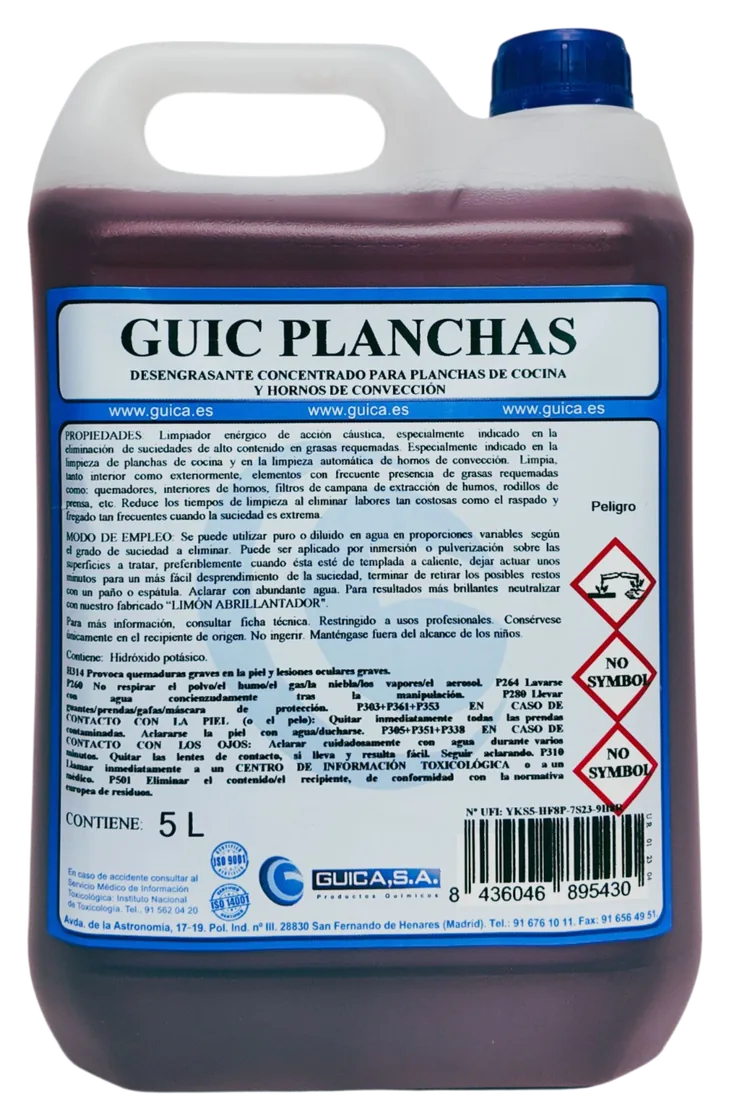 GUIC PLANCHAS
DESENGRASANTE CONCENTRADO PARA PLANCHAS DE COCINA
Y HORNOS DE CONVECCIÓN
www.guica.es www.guica.es www.guica.es
PROPIEDADES: Limpiador enérgico de acción cáustica, especialmente indicado en la
eliminación de suciedades de alto contenido en grasas requemadas. Especialmente indicado en la
limpieza de planchas de cocina y en la limpieza automática de hornos de convección. Limpia,
tanto interior como exteriormente, elementos con frecuente presencia de grasas requemadas
como: quemadores, interiores de hornos, filtros de campana de extracción de humos, rodillos de
prensa, etc. Reduce los tiempos de limpieza al eliminar labores tan costosas como el raspado y
fregado tan frecuentes cuando la suciedad es extrema.
Peligro
MODO DE EMPLEO: Se puede utilizar puro o diluido en agua en proporciones variables según
el grado de suciedad a eliminar. Puede ser aplicado por inmersión o pulverización sobre las
superficies a tratar, preferiblemente cuando ésta esté de templada a caliente, dejar actuar unos
minutos para un más fácil desprendimiento de la suciedad, terminar de retirar los posibles restos
con un paño o espátula. Aclarar con abundante agua. Para resultados más brillantes neutralizar
con nuestro fabricado "LIMÓN ABRILLANTADOR".
Para más información, consultar ficha técnica. Restringido a usos profesionales. Consérvese
únicamente en el recipiente de origen. No ingerir. Manténgase fuera del alcance de los niños.
Contiene: Hidróxido potásico.
H314 Provoca quemaduras graves en la piel y lesiones oculares graves.
P260 No respirar el polvo/el humo/el gas/la niebla/los vapores/el aerosol. P264 Lavarse
con agua concienzudamente tras la manipulación. P280 Llevar
guantes/prendas/gafas/máscara de protección. P303+P361+P353 EN CASO DE
CONTACTO CON LA PIEL (o el pelo): Quitar inmediatamente todas las prendas
contaminadas. Aclararse la piel con agua/ducharse. P305+P351+P338 EN CASO DE
CONTACTO CON LOS OJOS: Aclarar cuidadosamente con agua durante varios
minutos. Quitar las lentes de contacto, si lleva y resulta fácil. Seguir aclarando. P310
Llamar inmediatamente a un CENTRO DE INFORMACIÓN TOXICOLÓGICA o a un
médico. P501 Eliminar el contenido/el recipiente, de conformidad con la normativa
europea de residuos.
NO
SYMBOL
NO
SYMBOL
Nº UFI: YKS5-HF8P-7S23-
CONTIENE: 5 L
CERTIFIED
ISO 9001
ISO 14001
En caso de accidente consultar al
Servicio Médico de Información
Toxicológica: Instituto Nacional
de Toxicología. Tel.. 91 562 04 20
GUICA,S.A.
Productos Químicos
8 436046 895430
U.R. 01 23 04
Avda. de la Astronomía, 17-19. Pol. Ind. nº III. 28830 San Fernando de Henares (Madrid). Tel.: 91 676 10 11. Fax: 91 656 49 51